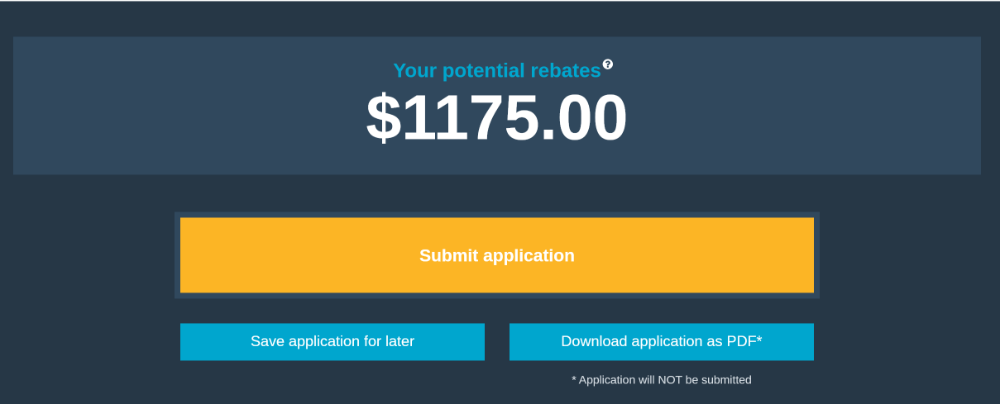 Your potential rebates?
$1175.00
Submit application
Save application for later
Download application as PDF*
* Application will NOT be submitted